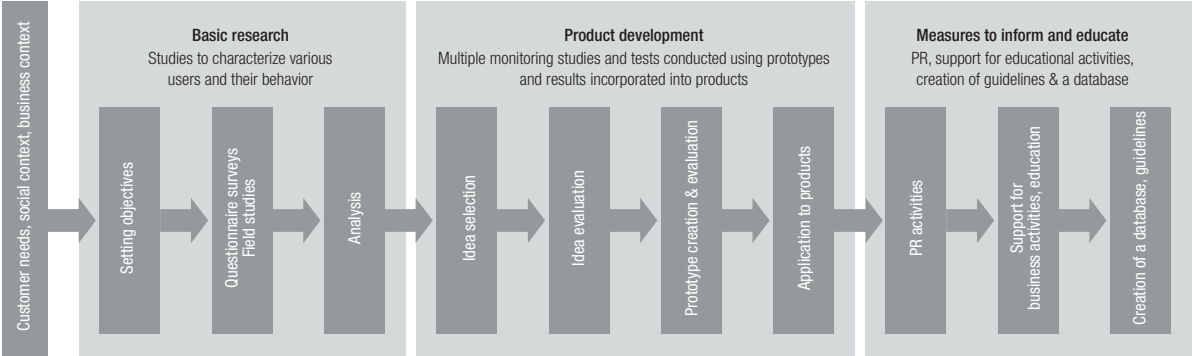 Customer needs, social context, business context
Basic research
Studies to characterize various
users and their behavior
Setting objectives
Questionnaire surveys
Field studies
Analysis
Product development
Multiple monitoring studies and tests conducted using prototypes
and results incorporated into products
Idea selection
Idea evaluation
Prototype creation & evaluation
Application to products
Measures to inform and educate
PR, support for educational activities,
creation of guidelines & a database
PR activities
Support for
business activities, education
Creation of a database, guidelines